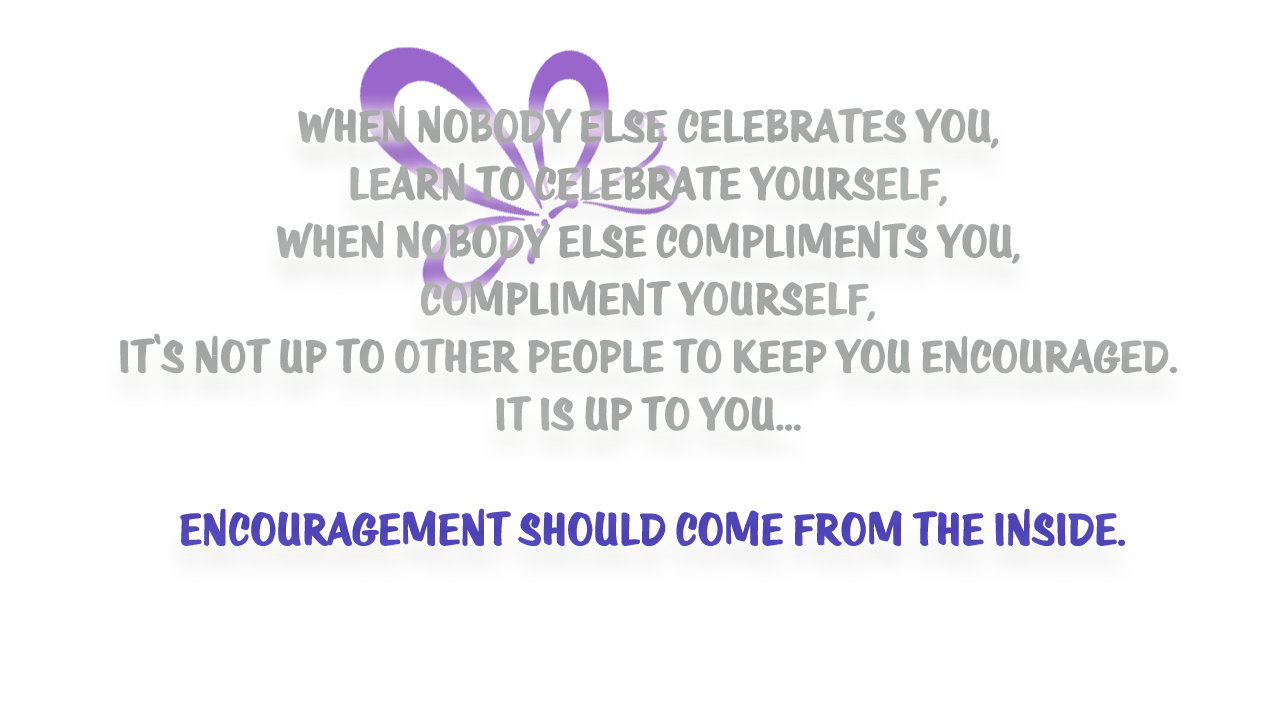 WHEN NOBODY ELSE CELEBRATES YOU,
LEARN TO CELEBRATE YOURSELF,
WHEN NOBODY ELSE COMPLIMENTS YOU,
COMPLIMENT YOURSELF,
IT'S NOT UP TO OTHER PEOPLE TO KEEP YOU ENCOURAGED.
IT IS UP TO YOU...
ENCOURAGEMENT SHOULD COME FROM THE INSIDE.